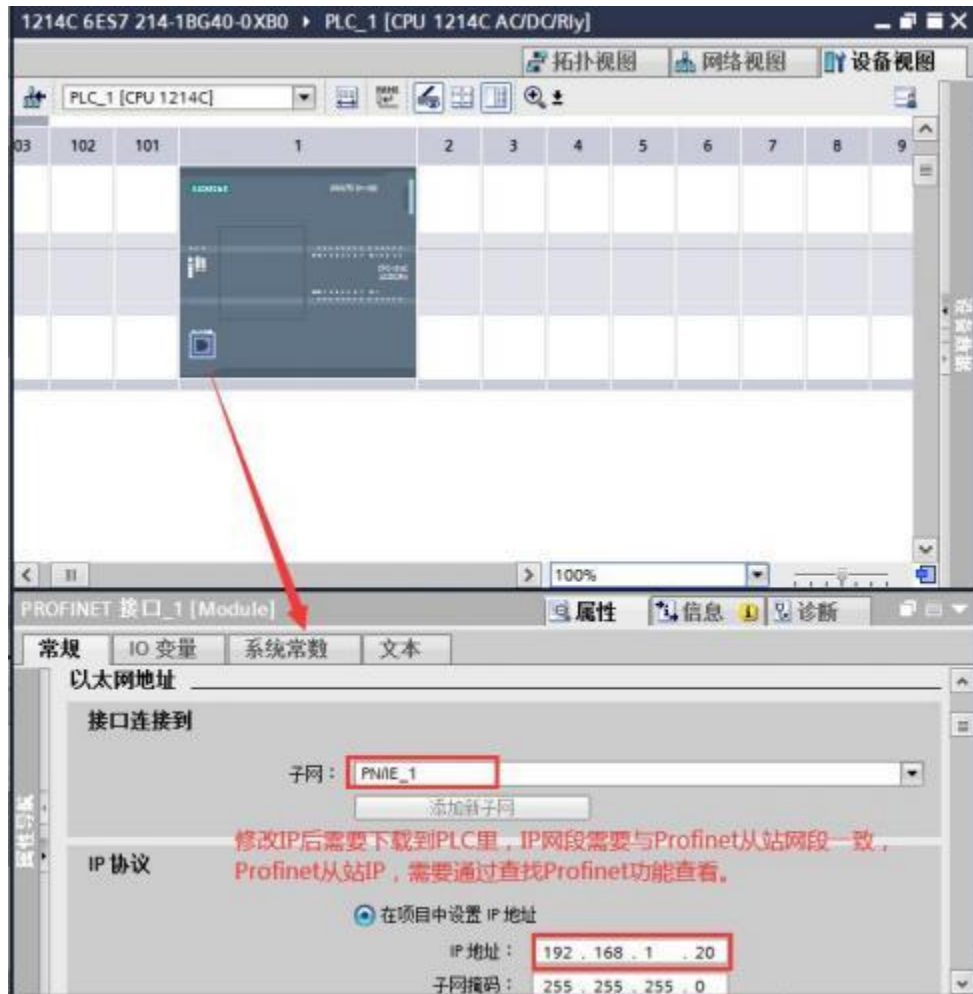 1214C 6ES7 214-1BG40-0XB0 ▸ PLC_1 [CPU 1214C AC/DC/Rly]
拓扑视图 网络视图 设备视图
PLC_1 [CPU 1214C]
03 102 101 1 2 3 4 5 6 7 8 9
SIEMENS
100%
PROFINET 接口_1 [Module]
属性 信息 诊断
常规 IO 变量 系统常数 文本
以太网地址
接口连接到
子网： PN/IE_1
添加新子网
修改IP后需要下载到PLC里，IP网段需要与Profinet从站网段一致，
Profinet从站IP，需要通过查找Profinet功能查看。
IP 协议
在项目中设置 IP 地址
IP 地址： 192 . 168 . 1 . 20
子网掩码： 255 . 255 . 255 . 0